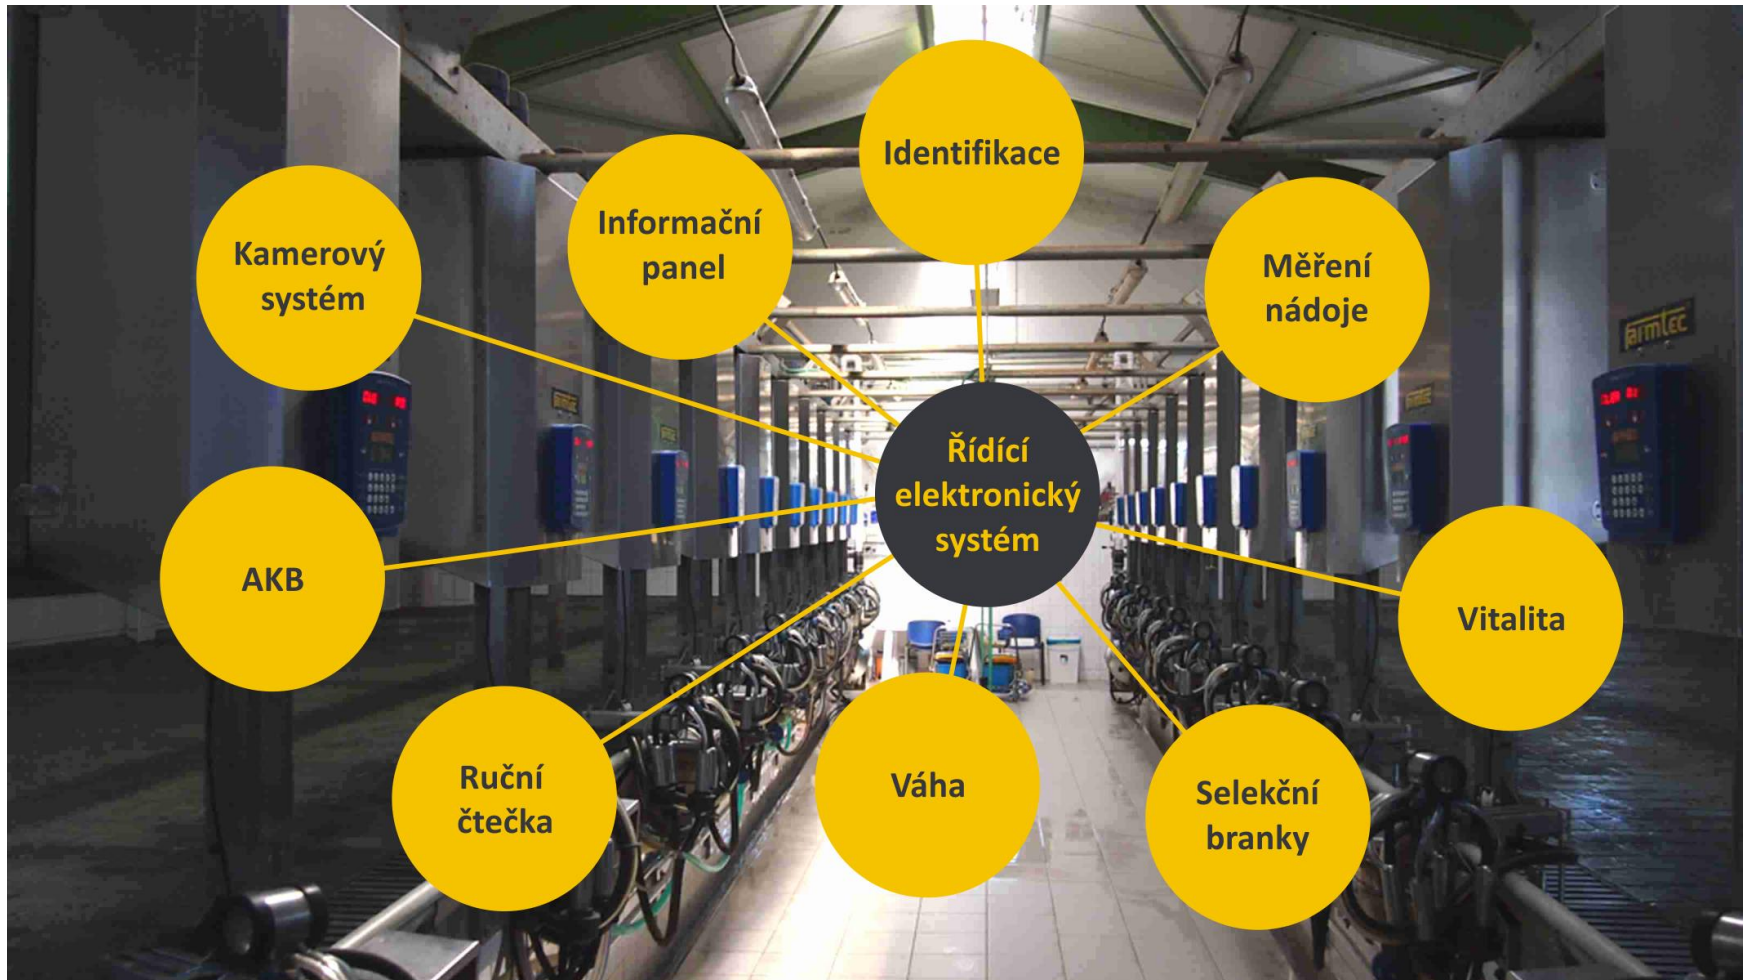 Identifikace
Informační
panel
Kamerový
systém
Měření
nádoje
farmtec
Řídící
elektronický
systém
AKB
Vitalita
Ruční
čtečka
Váha
Selekční
branky